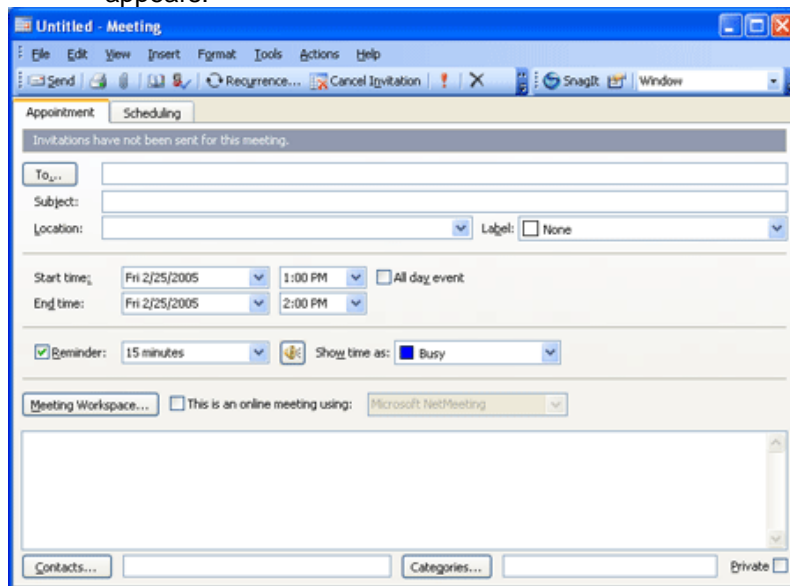 appears.
Untitled - Meeting
File Edit View Insert Format Tools Actions Help
Send Recurrence... Cancel Invitation SnagIt Window
Appointment Scheduling
Invitations have not been sent for this meeting.
To...
Subject:
Location: Label: None
Start time: Fri 2/25/2005 1:00 PM All day event
End time: Fri 2/25/2005 2:00 PM
Reminder: 15 minutes Show time as: Busy
Meeting Workspace... This is an online meeting using: Microsoft NetMeeting
Contacts... Categories... Private